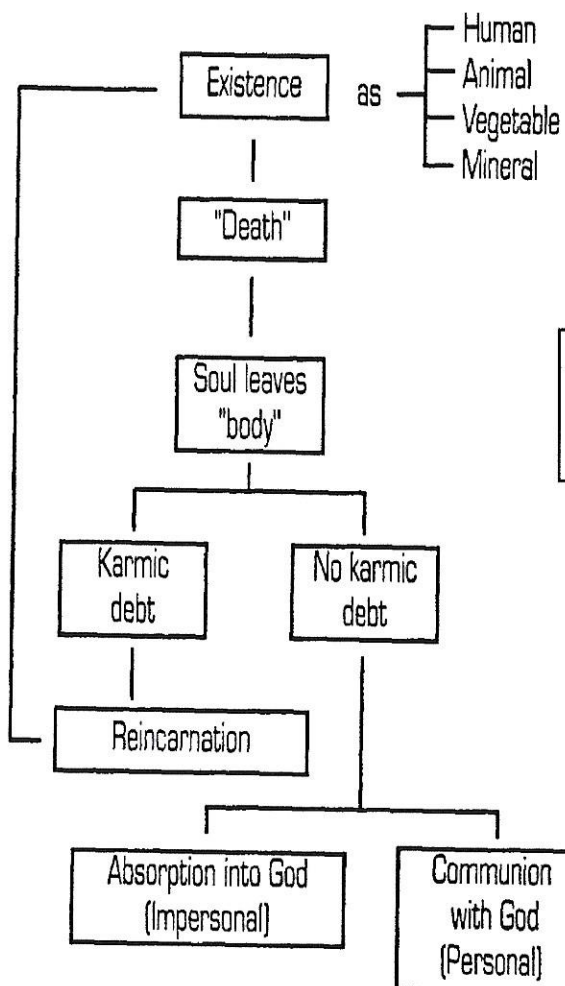 Existence
as
Human
Animal
Vegetable
Mineral
"Death"
Soul leaves
"body"
Karmic
debt
No karmic
debt
Reincarnation
Absorption into God
(Impersonal)
Communion
with God
(Personal)